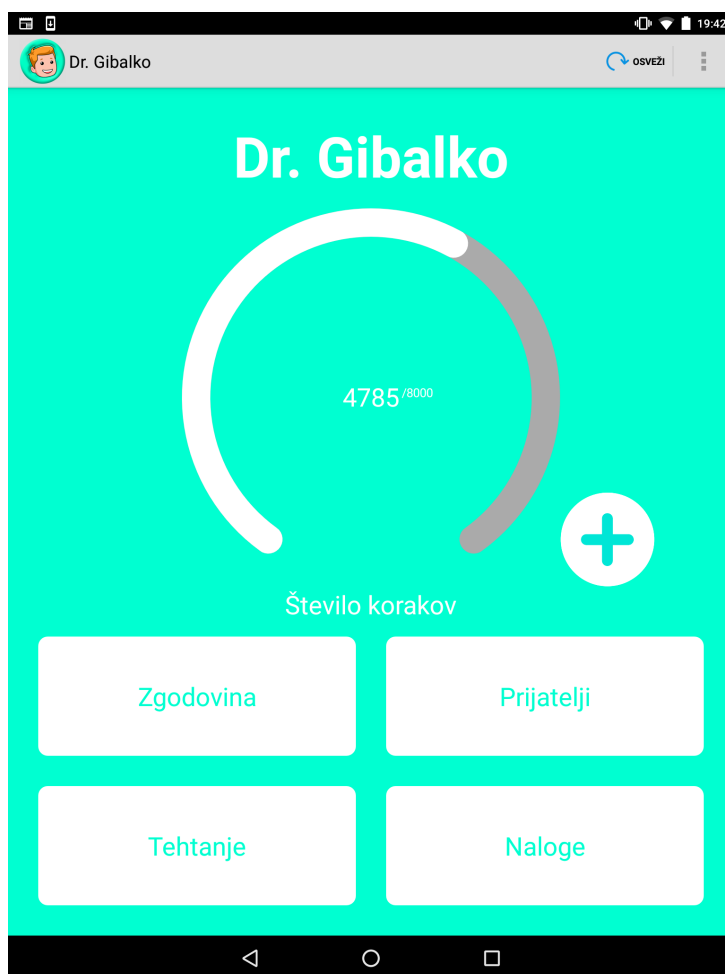 19:42
Dr. Gibalko
OSVEŽI
Dr. Gibalko
4785/8000
Število korakov
Zgodovina
Prijatelji
Tehtanje
Naloge